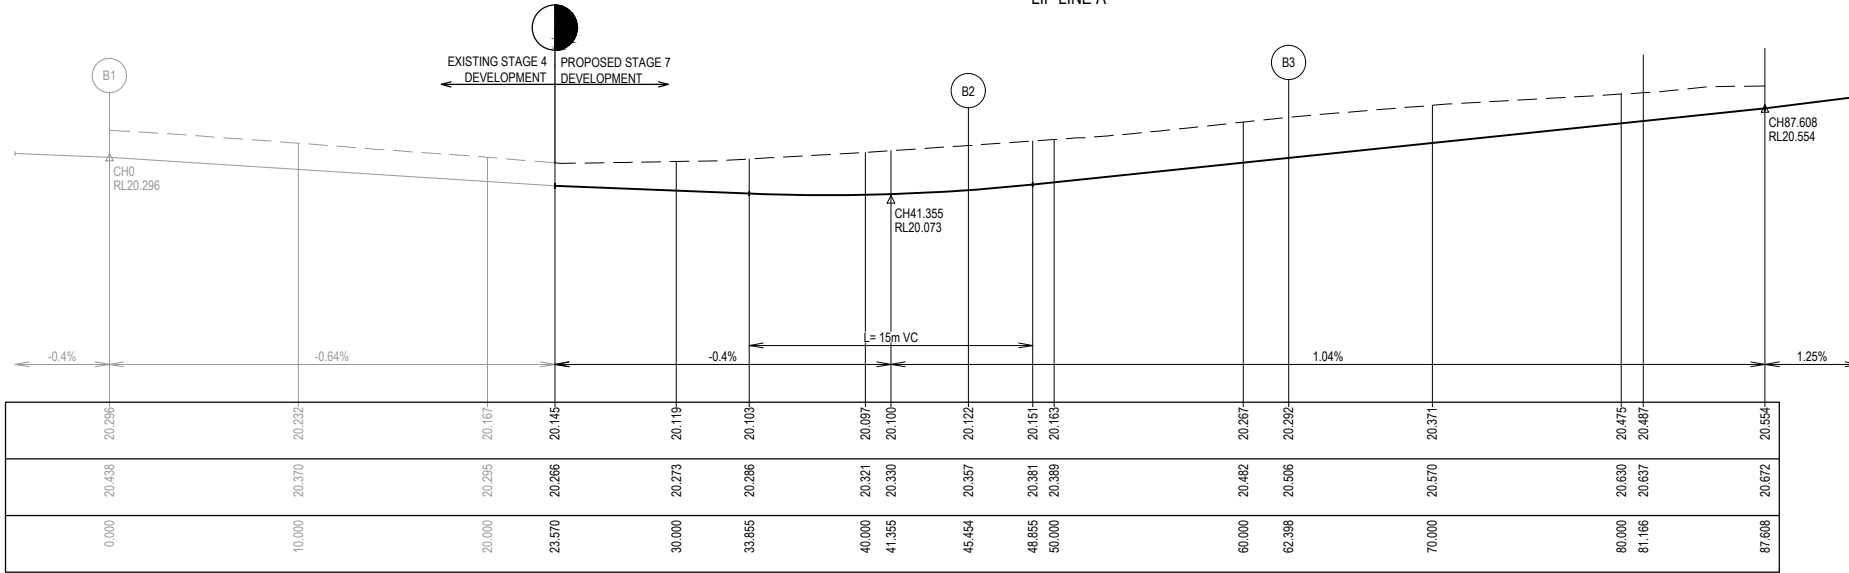 LIP LINE A
EXISTING STAGE 4
DEVELOPMENT
PROPOSED STAGE 7
DEVELOPMENT
B1
B2
B3
CH0
RL20.296
CH41.355
RL20.073
CH87.608
RL20.554
L= 15m VC
-0.4%
-0.64%
-0.4%
1.04%
1.25%
20.296 20.232 20.167 20.145 20.119 20.103 20.097 20.100 20.122 20.151 20.163 20.267 20.292 20.371 20.475 20.487 20.554
20.438 20.370 20.295 20.266 20.273 20.286 20.321 20.330 20.357 20.381 20.389 20.482 20.506 20.570 20.630 20.637 20.672
0.000 10.000 20.000 23.570 30.000 33.855 40.000 41.355 45.454 48.855 50.000 60.000 62.398 70.000 80.000 81.166 87.608